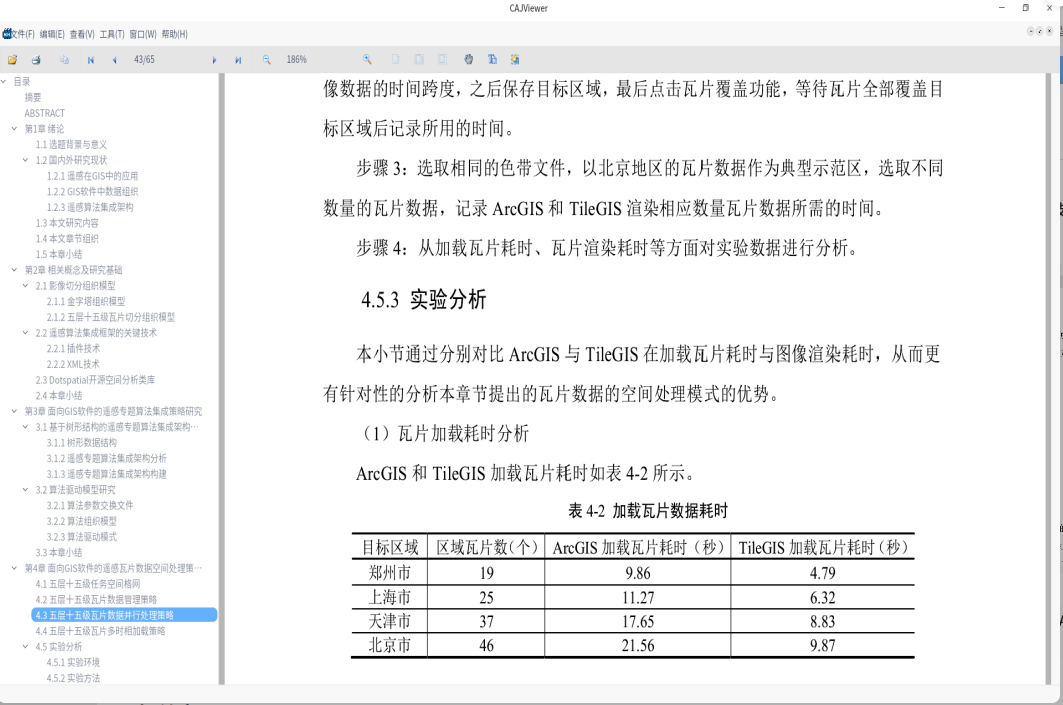 CAJViewer
文件(F) 编辑(E) 查看(V) 工具(T) 窗口(W) 帮助(H)
43/65 186%
目录
摘要
ABSTRACT
第1章 绪论
1.1 选题背景与意义
1.2 国内外研究现状
1.2.1 遥感在GIS中的应用
1.2.2 GIS软件中数据组织
1.2.3 遥感算法集成架构
1.3 本文研究内容
1.4 本文章节组织
1.5 本章小结
第2章 相关概念及研究基础
2.1 影像切分组织模型
2.1.1 金字塔组织模型
2.1.2 五层十五级瓦片切分组织模型
2.2 遥感算法集成框架的关键技术
2.2.1 插件技术
2.2.2 XML技术
2.3 Dotspatial开源空间分析类库
2.4 本章小结
第3章 面向GIS软件的遥感专题算法集成策略研究
3.1 基于树形结构的遥感专题算法集成架构…
3.1.1 树形数据结构
3.1.2 遥感专题算法集成架构分析
3.1.3 遥感专题算法集成架构构建
3.2 算法驱动模型研究
3.2.1 算法参数交换文件
3.2.2 算法组织模型
3.2.3 算法驱动模式
3.3 本章小结
第4章 面向GIS软件的遥感瓦片数据空间处理策…
4.1 五层十五级任务空间格网
4.2 五层十五级瓦片数据管理策略
4.3 五层十五级瓦片数据并行处理策略
4.4 五层十五级瓦片多时相加载策略
4.5 实验分析
4.5.1 实验环境
4.5.2 实验方法
像数据的时间跨度，之后保存目标区域，最后点击瓦片覆盖功能，等待瓦片全部覆盖目
标区域后记录所用的时间。
步骤 3：选取相同的色带文件，以北京地区的瓦片数据作为典型示范区，选取不同
数量的瓦片数据，记录 ArcGIS 和 TileGIS 渲染相应数量瓦片数据所需的时间。
步骤 4：从加载瓦片耗时、瓦片渲染耗时等方面对实验数据进行分析。
4.5.3 实验分析
本小节通过分别对比 ArcGIS 与 TileGIS 在加载瓦片耗时与图像渲染耗时，从而更
有针对性的分析本章节提出的瓦片数据的空间处理模式的优势。
（1）瓦片加载耗时分析
ArcGIS 和 TileGIS 加载瓦片耗时如表 4-2 所示。
表 4-2 加载瓦片数据耗时
目标区域 区域瓦片数（个） ArcGIS 加载瓦片耗时（秒） TileGIS 加载瓦片耗时（秒）
郑州市 19 9.86 4.79
上海市 25 11.27 6.32
天津市 37 17.65 8.83
北京市 46 21.56 9.87